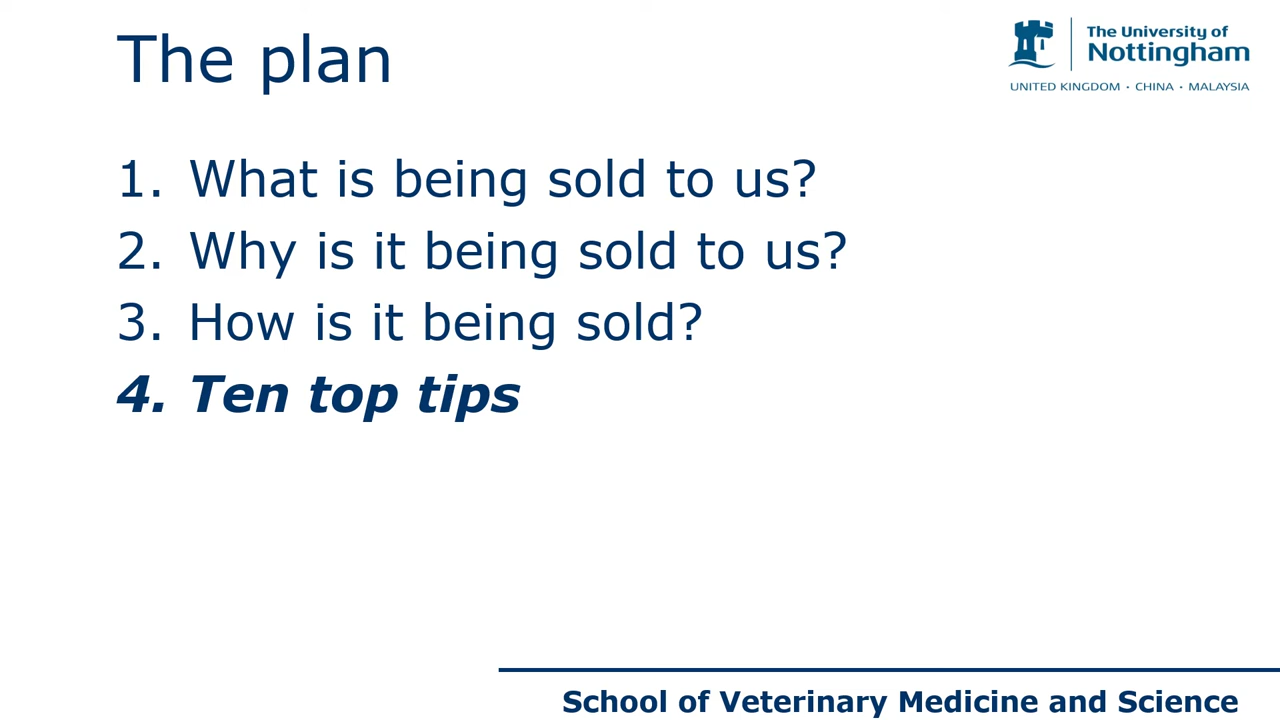 The plan
The University of
Nottingham
UNITED KINGDOM · CHINA · MALAYSIA
1. What is being sold to us?
2. Why is it being sold to us?
3. How is it being sold?
4. Ten top tips
School of Veterinary Medicine and Science